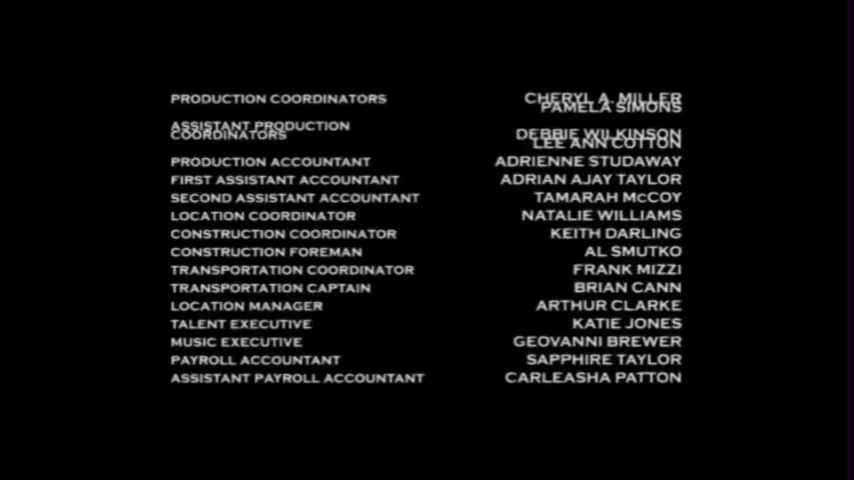 PRODUCTION COORDINATORS CHERYL A. MILLER
PAMELA SIMONS
ASSISTANT PRODUCTION
COORDINATORS DEBBIE WILKINSON
LEE ANN COTTON
PRODUCTION ACCOUNTANT ADRIENNE STUDAWAY
FIRST ASSISTANT ACCOUNTANT ADRIAN AJAY TAYLOR
SECOND ASSISTANT ACCOUNTANT TAMARAH McCOY
LOCATION COORDINATOR NATALIE WILLIAMS
CONSTRUCTION COORDINATOR KEITH DARLING
CONSTRUCTION FOREMAN AL SMUTKO
TRANSPORTATION COORDINATOR FRANK MIZZI
TRANSPORTATION CAPTAIN BRIAN CANN
LOCATION MANAGER ARTHUR CLARKE
TALENT EXECUTIVE KATIE JONES
MUSIC EXECUTIVE GEOVANNI BREWER
PAYROLL ACCOUNTANT SAPPHIRE TAYLOR
ASSISTANT PAYROLL ACCOUNTANT CARLEASHA PATTON